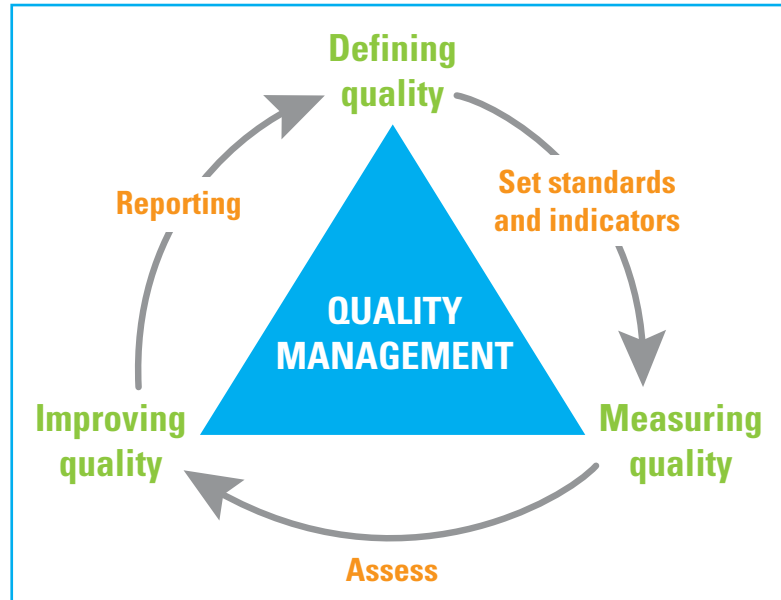 Defining
quality
Reporting
Set standards
and indicators
QUALITY
MANAGEMENT
Improving
quality
Measuring
quality
Assess